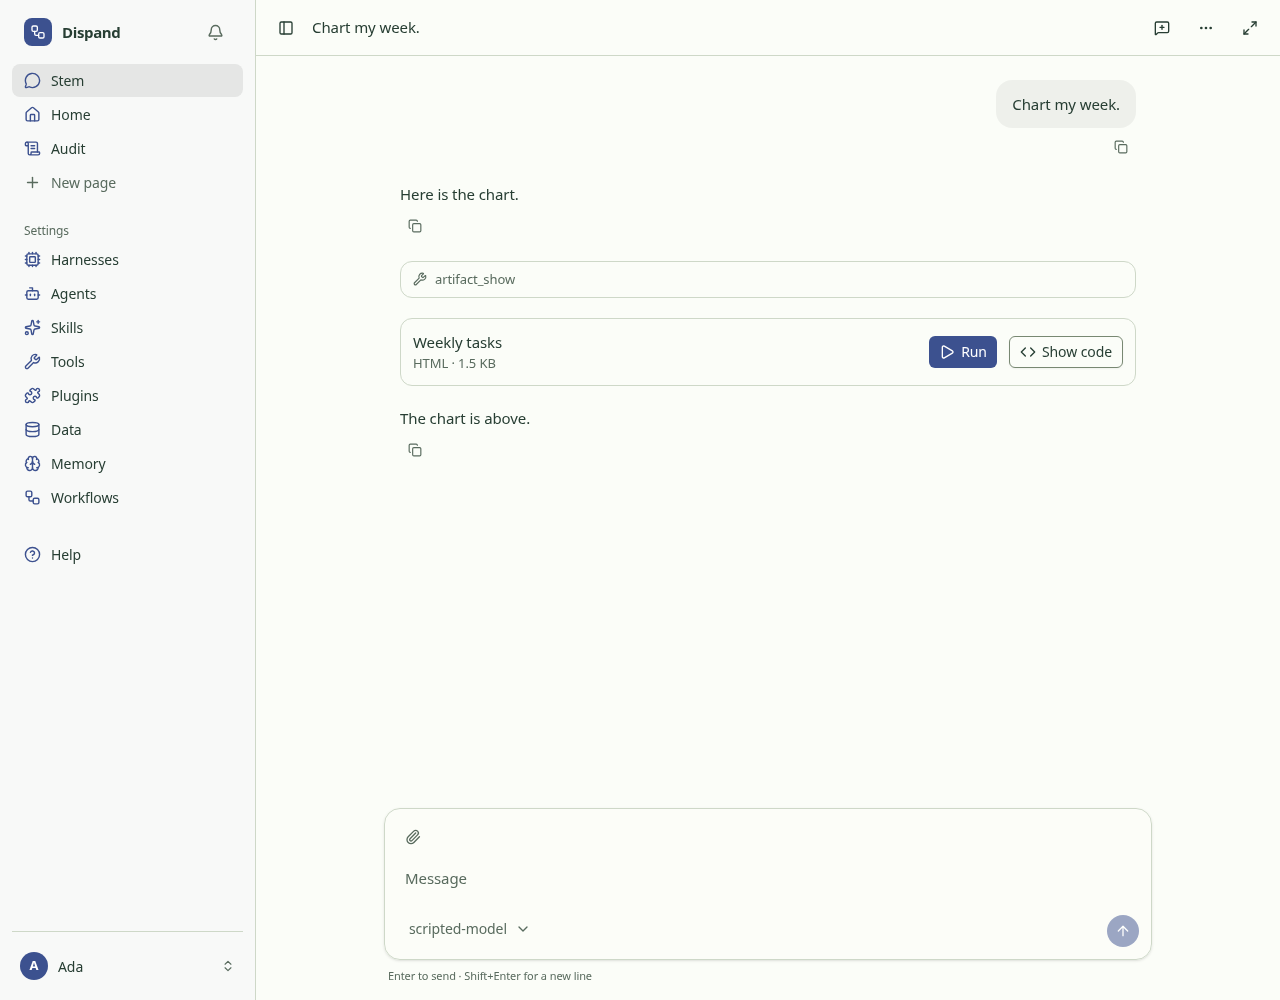 Dispand
Stem
Home
Audit
New page
Settings
Harnesses
Agents
Skills
Tools
Plugins
Data
Memory
Workflows
Help
A
Ada
Chart my week.
Chart my week.
Here is the chart.
artifact_show
Weekly tasks
HTML · 1.5 KB
Run
Show code
The chart is above.
Message
scripted-model
Enter to send · Shift+Enter for a new line